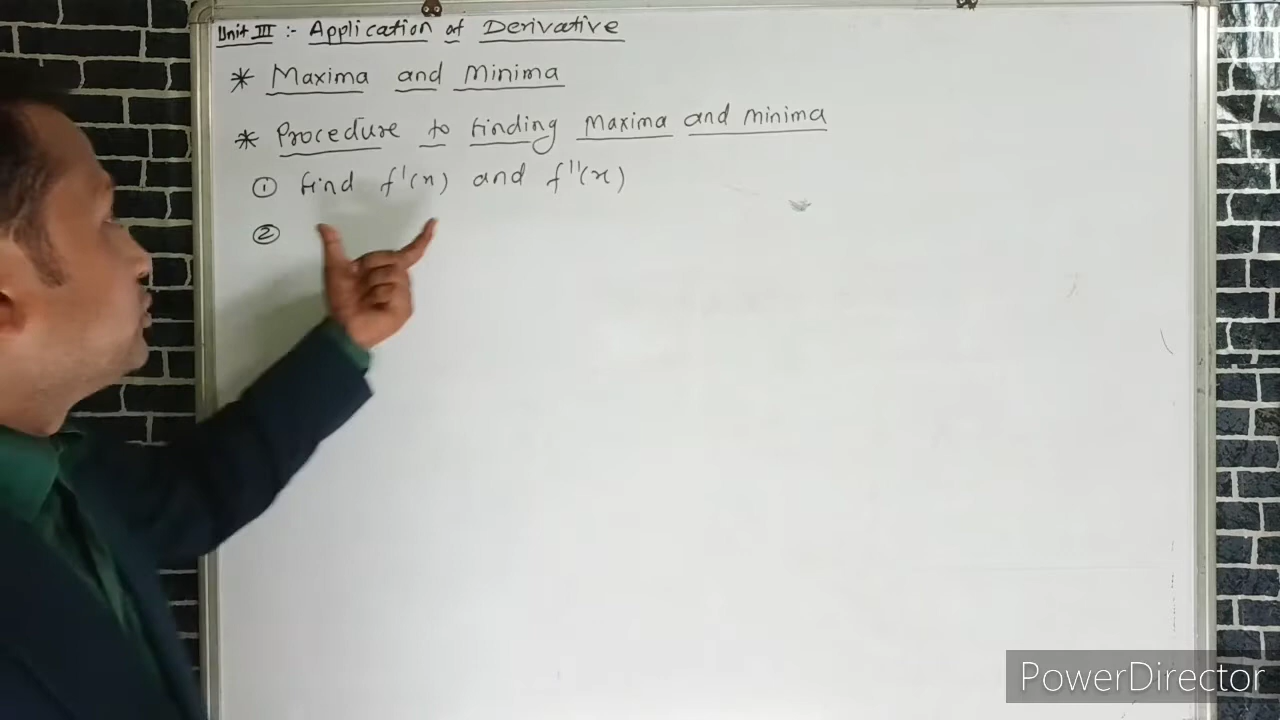 Unit III :- Application of Derivative
* Maxima and Minima
* Procedure to finding Maxima and minima
① find f'(x) and f''(x)
②
PowerDirector